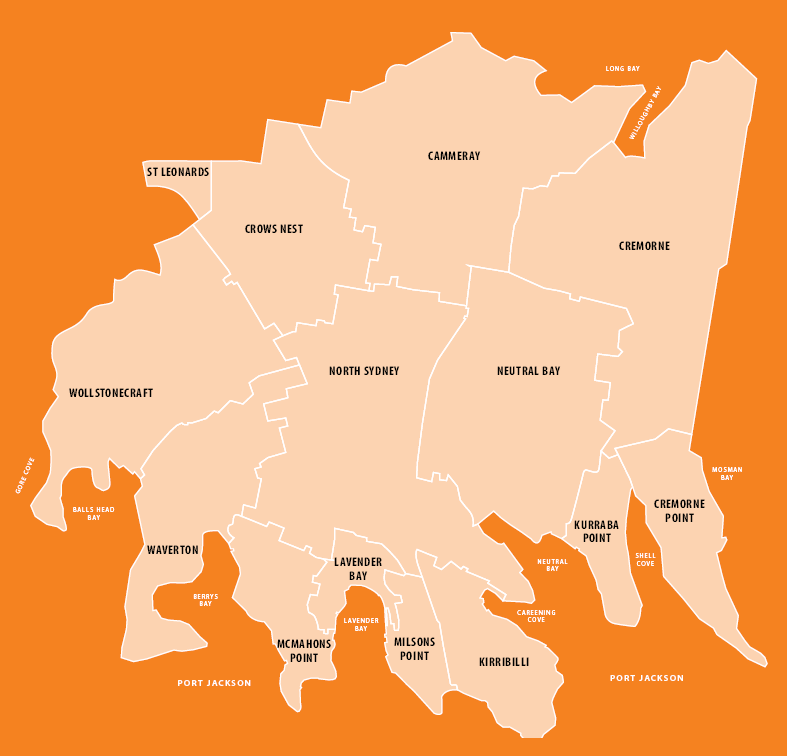 LONG BAY
WILLOUGHBY BAY
CAMMERAY
ST LEONARDS
CROWS NEST
CREMORNE
NORTH SYDNEY
NEUTRAL BAY
WOLLSTONECRAFT
GORE COVE
BALLS HEAD
BAY
MOSMAN
BAY
CREMORNE
POINT
KURRABA
POINT
WAVERTON
LAVENDER
BAY
NEUTRAL
BAY
SHELL
COVE
BERRYS
BAY
LAVENDER
BAY
CAREENING
COVE
MCMAHONS
POINT
MILSONS
POINT
KIRRIBILLI
PORT JACKSON
PORT JACKSON